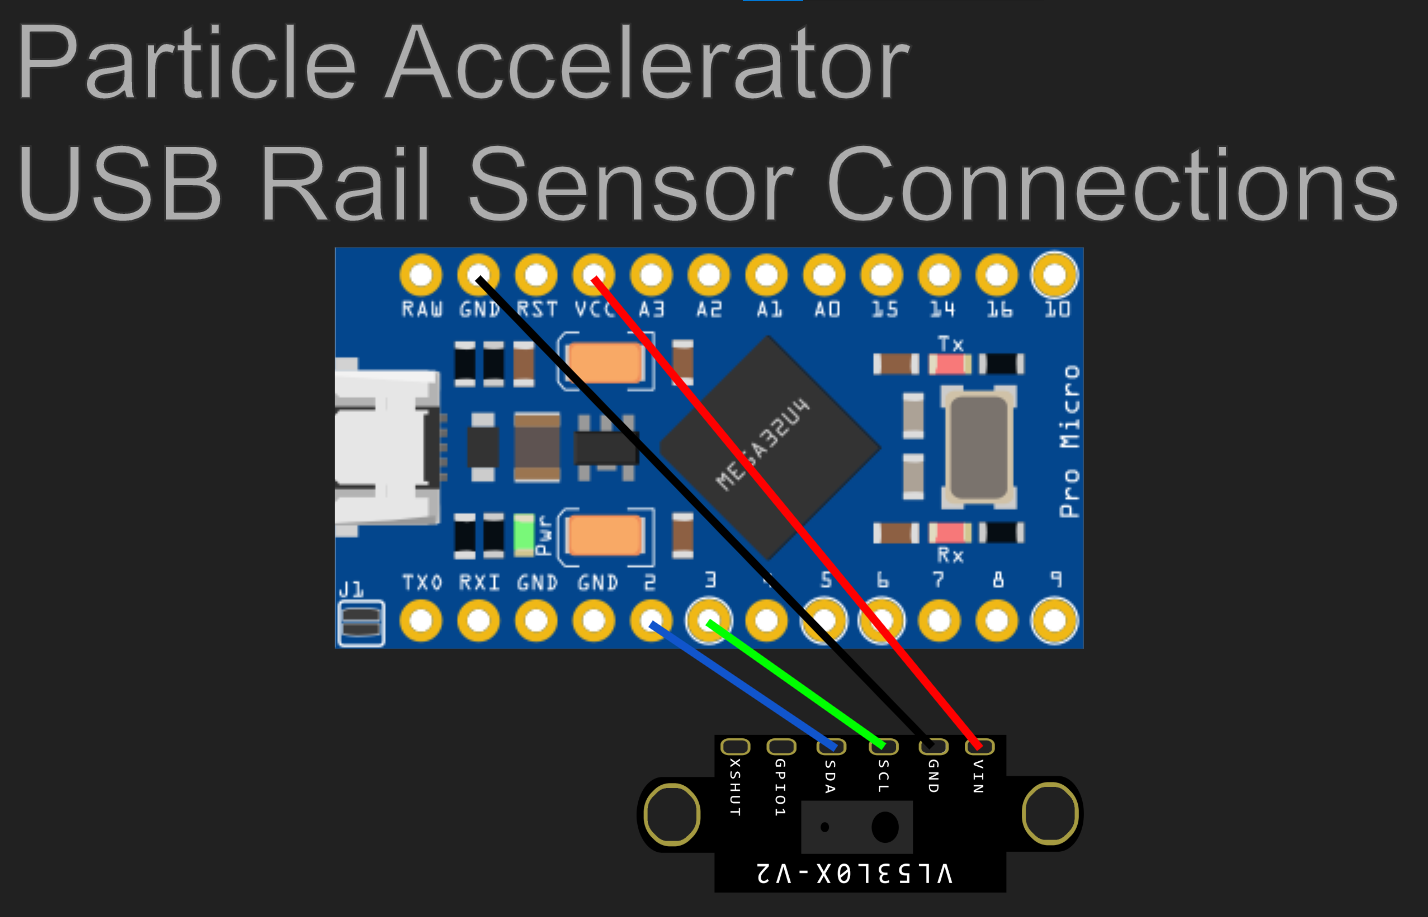 Particle Accelerator
USB Rail Sensor Connections
RAW GND RST VCC A3 A2 A1 A0 15 14 16 10
Tx
MEGA32U4
Pro Micro
Pwr
Rx
J1 TX0 RXI GND GND 2 3 4 5 6 7 8 9
XSHUT GPIO1 SDA SCL GND VIN
VL53L0X-V2